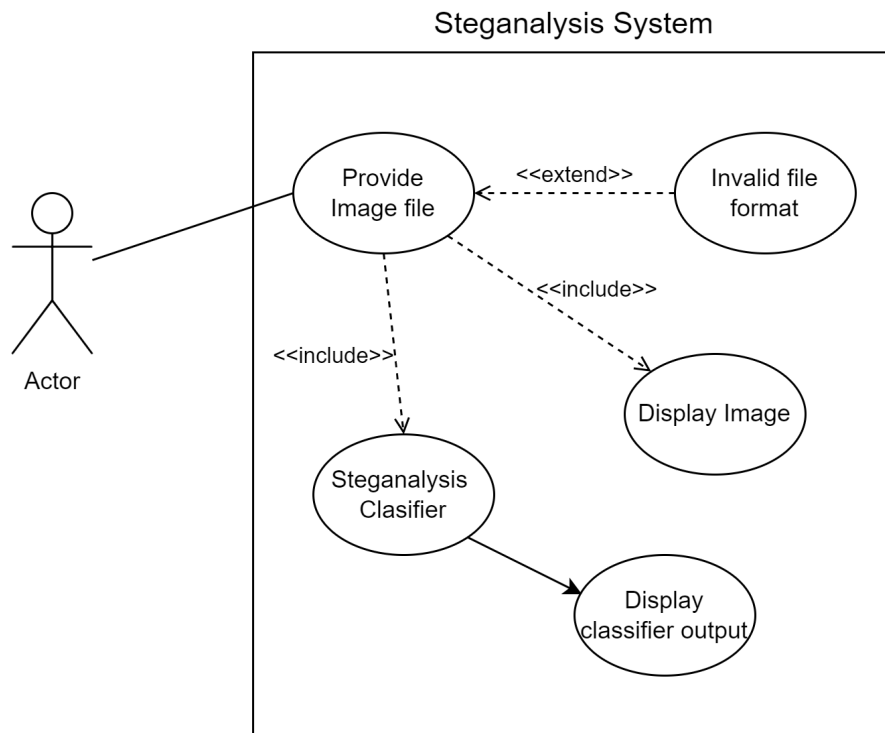 Steganalysis System
Provide
Image file
<<extend>>
Invalid file
format
<<include>>
<<include>>
Actor
Display Image
Steganalysis
Clasifier
Display
classifier output